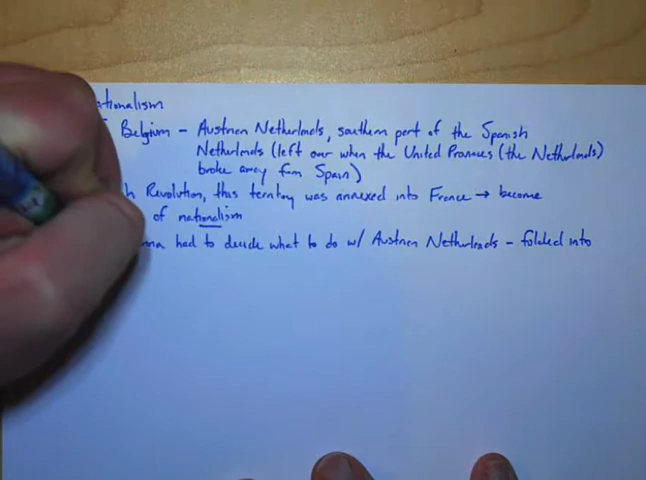 ationalism
Belgium - Austrian Netherlands, southern part of the Spanish
Netherlands (left over when the United Provinces (the Netherlands)
broke away from Spain)
h Revolution, this territory was annexed into France → become
of nationalism
nna had to decide what to do w/ Austrian Netherlands - folded into